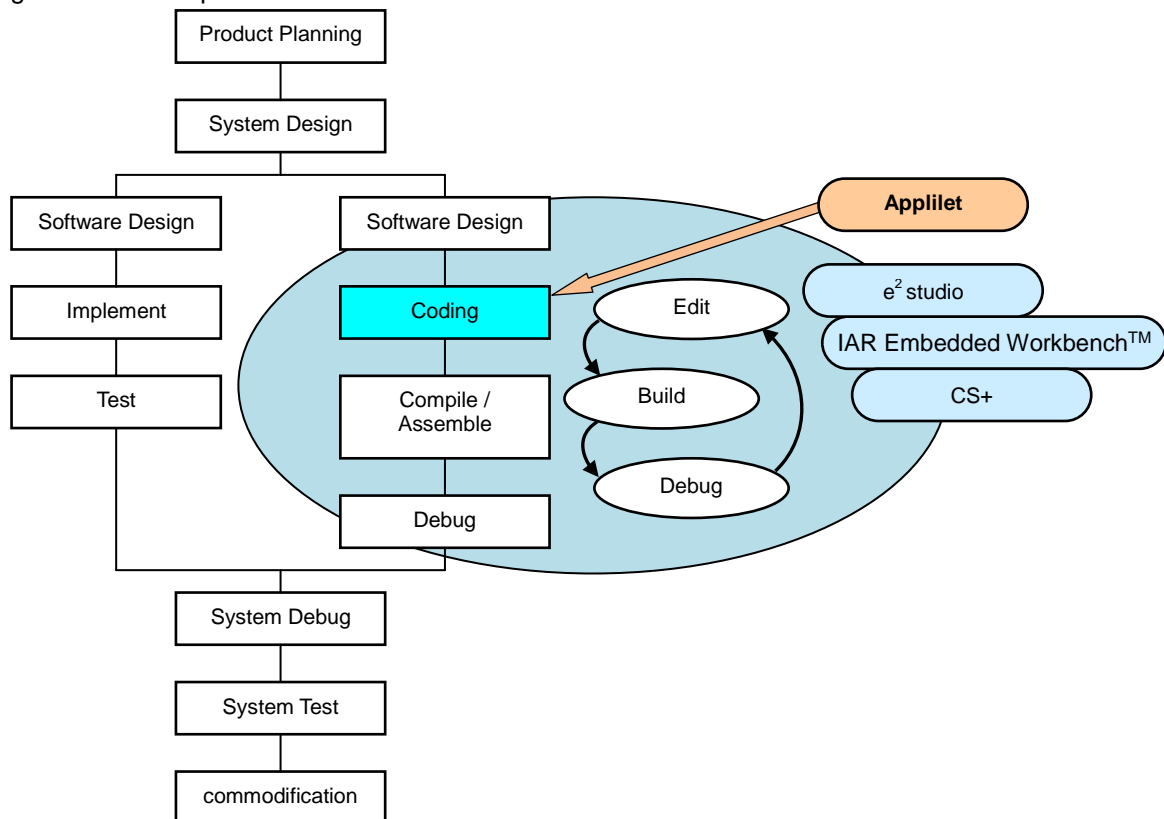 Product Planning
System Design
Software Design
Software Design
Applilet
Implement
Coding
Edit
e² studio
IAR Embedded Workbench™
Test
Compile /
Assemble
Build
CS+
Debug
Debug
System Debug
System Test
commodification